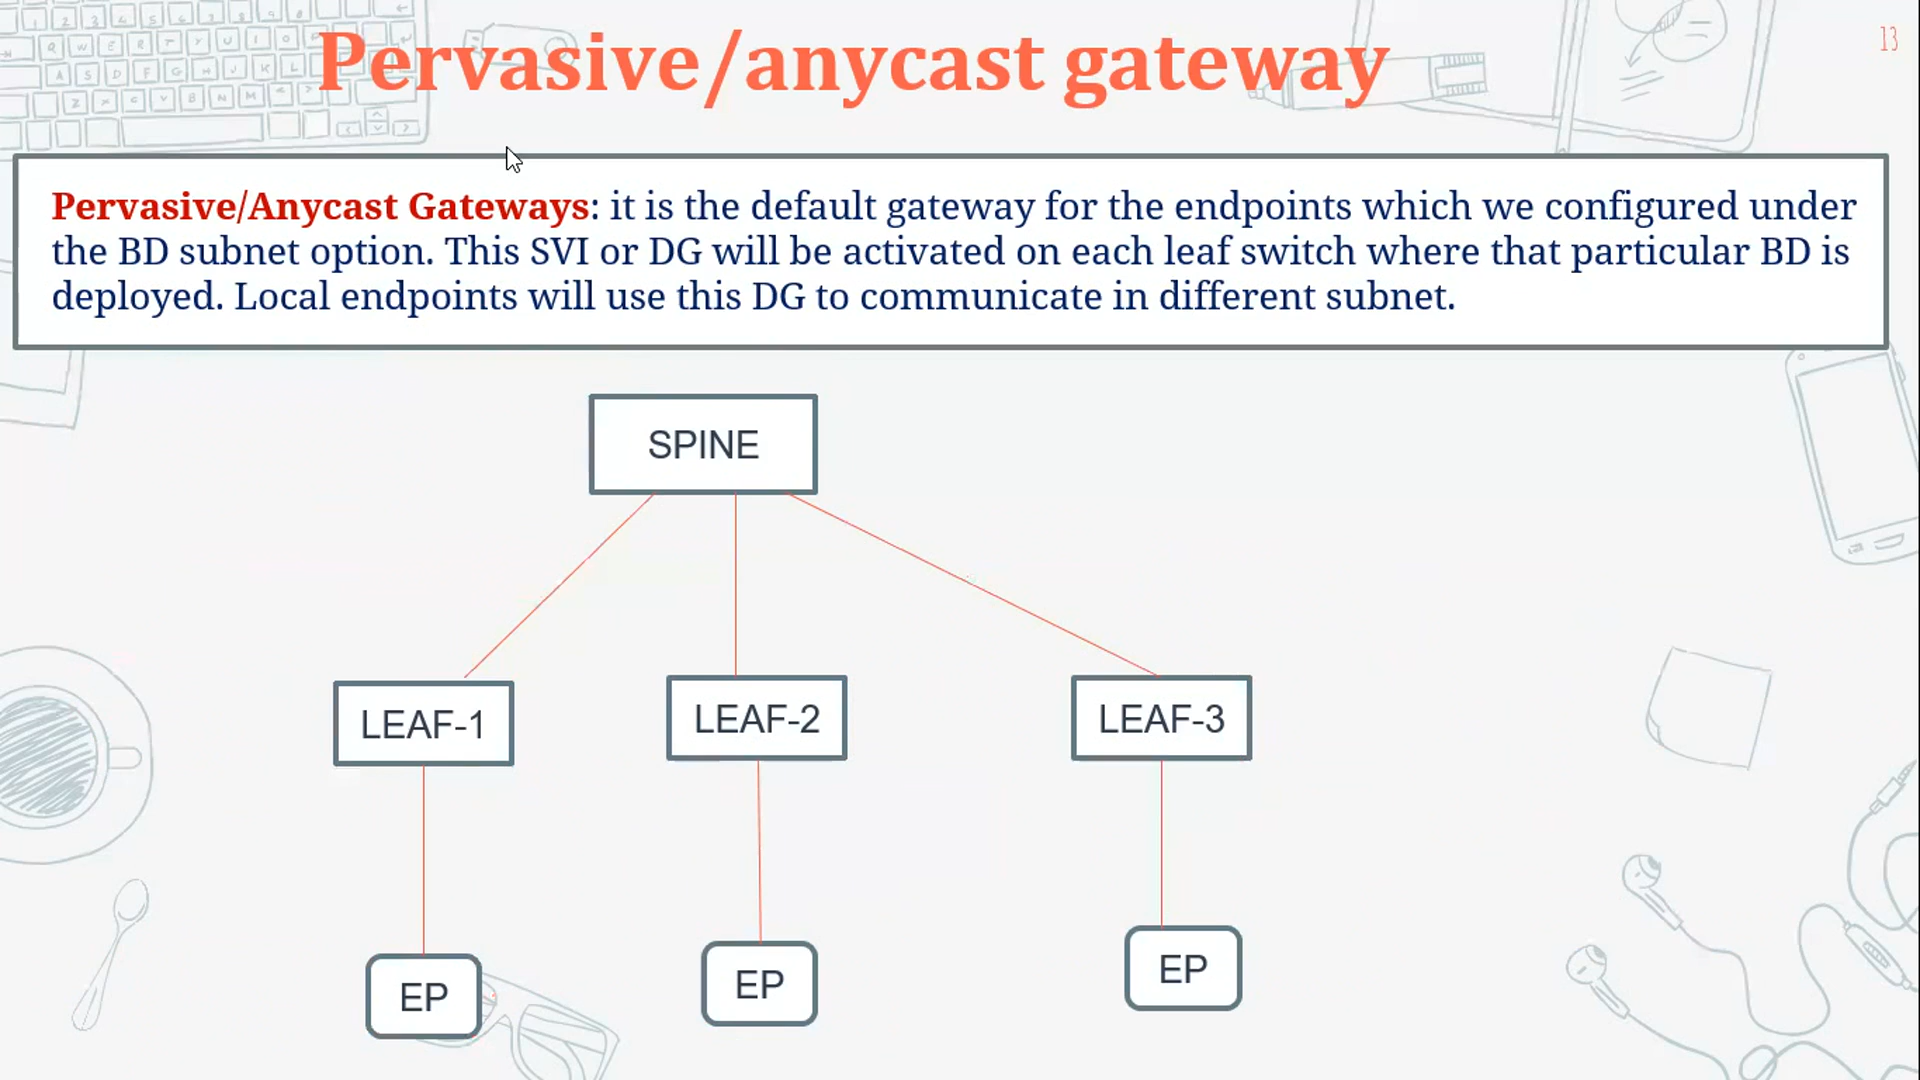 Pervasive/anycast gateway
13
Pervasive/Anycast Gateways: it is the default gateway for the endpoints which we configured under
the BD subnet option. This SVI or DG will be activated on each leaf switch where that particular BD is
deployed. Local endpoints will use this DG to communicate in different subnet.
SPINE
LEAF-1
LEAF-2
LEAF-3
EP
EP
EP